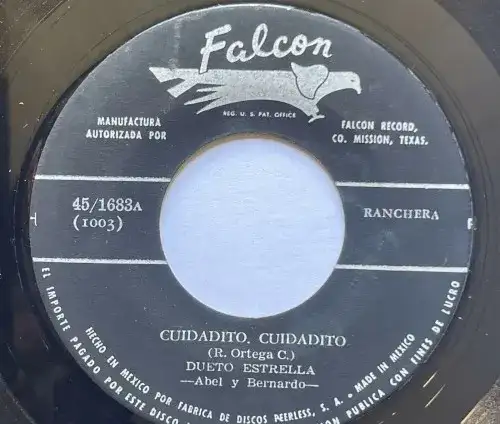 Falcon
REG. U. S. PAT. OFFICE
MANUFACTURA
AUTORIZADA POR
FALCON RECORD,
CO. MISSION, TEXAS.
45/1683A
(1003)
RANCHERA
CUIDADITO, CUIDADITO
(R. Ortega C.)
DUETO ESTRELLA
—Abel y Bernardo—
HECHO EN MEXICO POR FABRICA DE DISCOS PEERLESS, S. A. - MADE IN MEXICO
EL IMPORTE PAGADO POR ESTE DISCO
PUBLICA CON FINES DE LUCRO